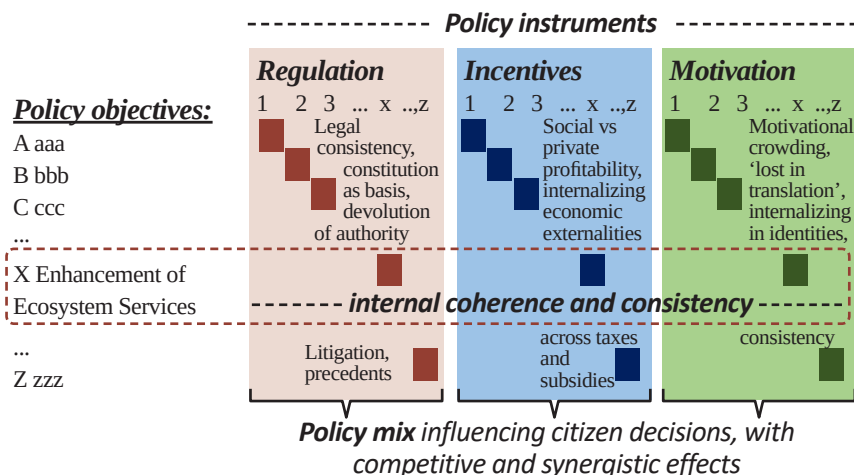 Policy instruments
Regulation
Incentives
Motivation
Policy objectives:
1 2 3 ... x ..,z
1 2 3 ... x ..,z
1 2 3 ... x ..,z
A aaa
B bbb
C ccc
...
Legal
consistency,
constitution
as basis,
devolution
of authority
Social vs
private
profitability,
internalizing
economic
externalities
Motivational
crowding,
‘lost in
translation’,
internalizing
in identities,
X Enhancement of
Ecosystem Services
internal coherence and consistency
...
Z zzz
Litigation,
precedents
across taxes
and
subsidies
consistency
Policy mix influencing citizen decisions, with
competitive and synergistic effects